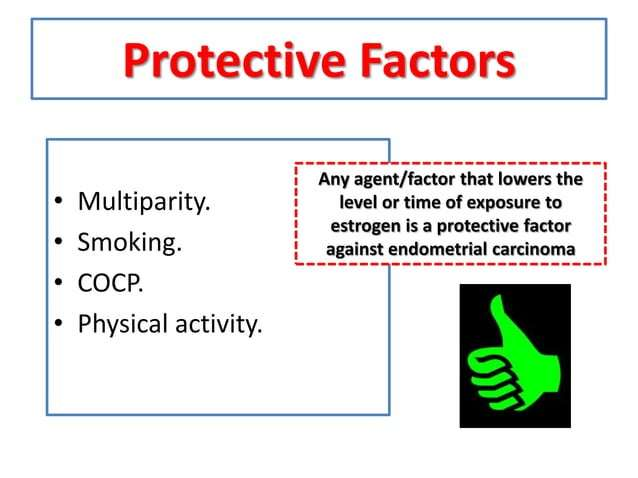 Protective Factors
• Multiparity.
• Smoking.
• COCP.
• Physical activity.
Any agent/factor that lowers the
level or time of exposure to
estrogen is a protective factor
against endometrial carcinoma